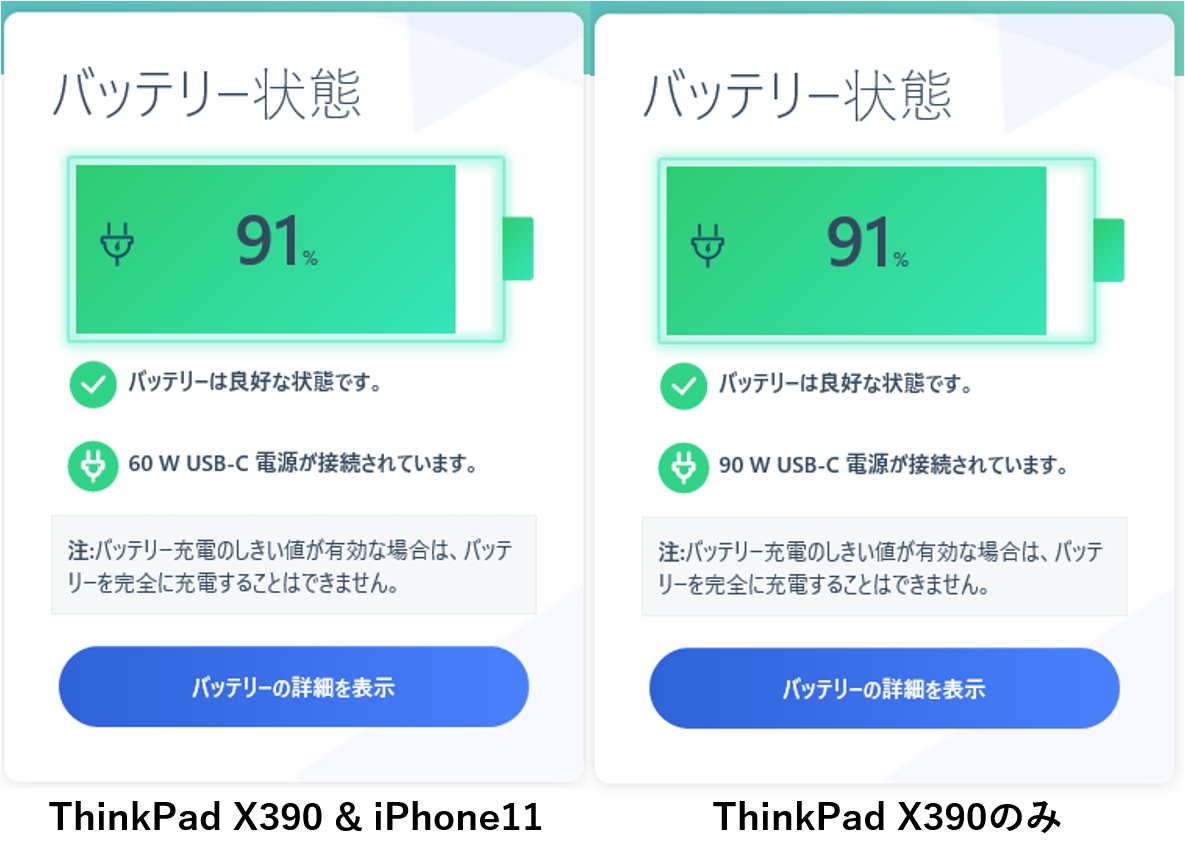 バッテリー状態
91%
バッテリーは良好な状態です。
60 W USB-C 電源が接続されています。
注:バッテリー充電のしきい値が有効な場合は、バッテ
リーを完全に充電することはできません。
バッテリーの詳細を表示
ThinkPad X390 & iPhone11
バッテリー状態
91%
バッテリーは良好な状態です。
90 W USB-C 電源が接続されています。
注:バッテリー充電のしきい値が有効な場合は、バッテ
リーを完全に充電することはできません。
バッテリーの詳細を表示
ThinkPad X390のみ